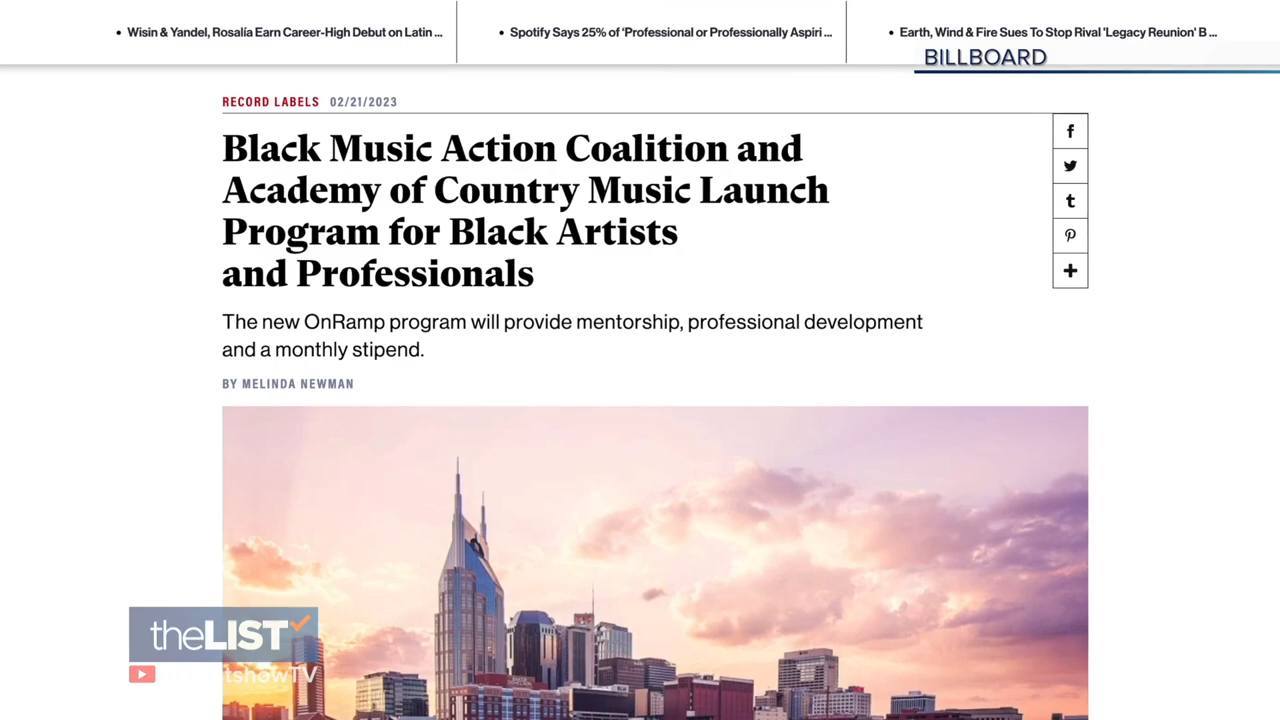 • Wisin & Yandel, Rosalía Earn Career-High Debut on Latin ...
• Spotify Says 25% of 'Professional or Professionally Aspiri ...
• Earth, Wind & Fire Sues To Stop Rival 'Legacy Reunion' B ...
BILLBOARD
RECORD LABELS 02/21/2023
Black Music Action Coalition and
Academy of Country Music Launch
Program for Black Artists
and Professionals
The new OnRamp program will provide mentorship, professional development
and a monthly stipend.
BY MELINDA NEWMAN
theLIST